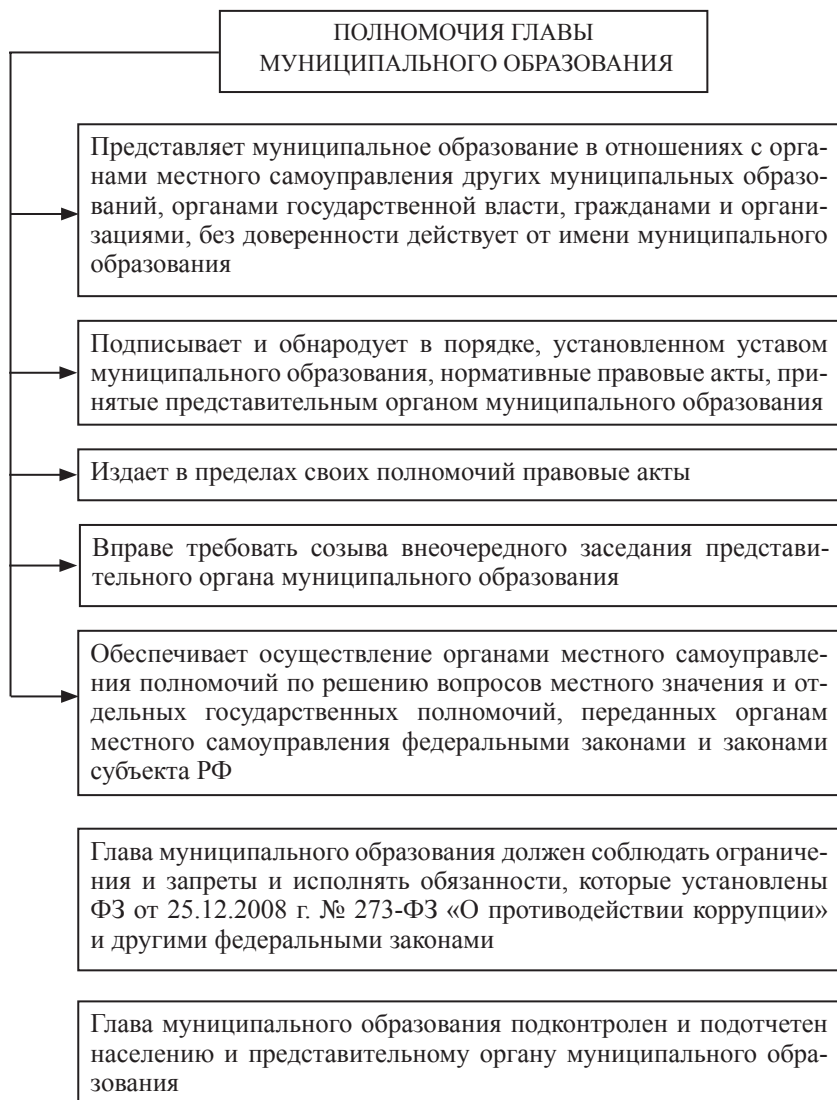 ПОЛНОМОЧИЯ ГЛАВЫ
МУНИЦИПАЛЬНОГО ОБРАЗОВАНИЯ
Представляет муниципальное образование в отношениях с орга-
нами местного самоуправления других муниципальных образо-
ваний, органами государственной власти, гражданами и органи-
зациями, без доверенности действует от имени муниципального
образования
Подписывает и обнародует в порядке, установленном уставом
муниципального образования, нормативные правовые акты, при-
нятые представительным органом муниципального образования
Издает в пределах своих полномочий правовые акты
Вправе требовать созыва внеочередного заседания представи-
тельного органа муниципального образования
Обеспечивает осуществление органами местного самоуправле-
ния полномочий по решению вопросов местного значения и от-
дельных государственных полномочий, переданных органам
местного самоуправления федеральными законами и законами
субъекта РФ
Глава муниципального образования должен соблюдать ограниче-
ния и запреты и исполнять обязанности, которые установлены
ФЗ от 25.12.2008 г. № 273-ФЗ «О противодействии коррупции»
и другими федеральными законами
Глава муниципального образования подконтролен и подотчетен
населению и представительному органу муниципального обра-
зования